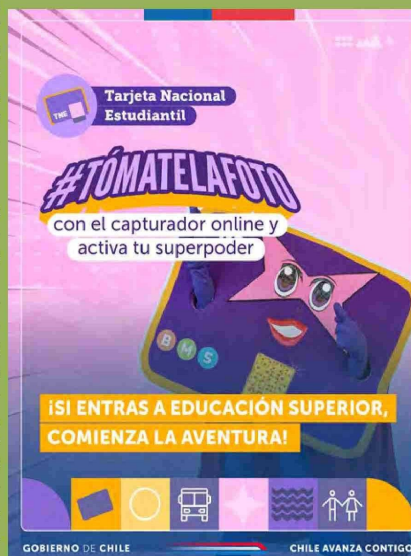 TNE
Tarjeta Nacional
Estudiantil
#TÓMATELAFOTO
con el capturador online y
activa tu superpoder
BMS
¡SI ENTRAS A EDUCACIÓN SUPERIOR,
COMIENZA LA AVENTURA!
GOBIERNO DE CHILE
CHILE AVANZA CONTIGO